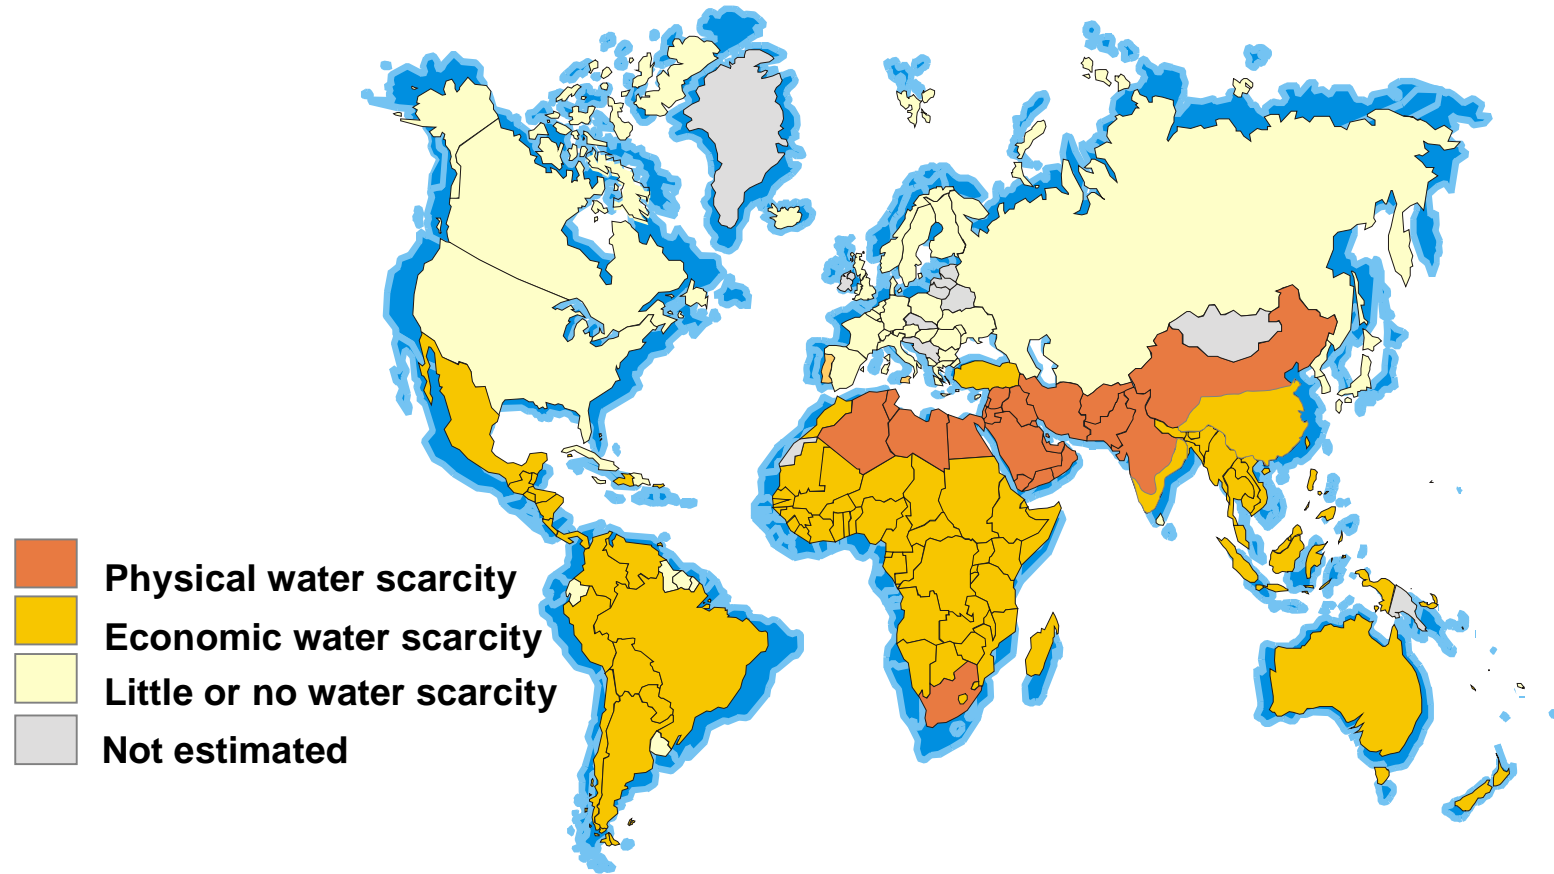 Physical water scarcity
Economic water scarcity
Little or no water scarcity
Not estimated